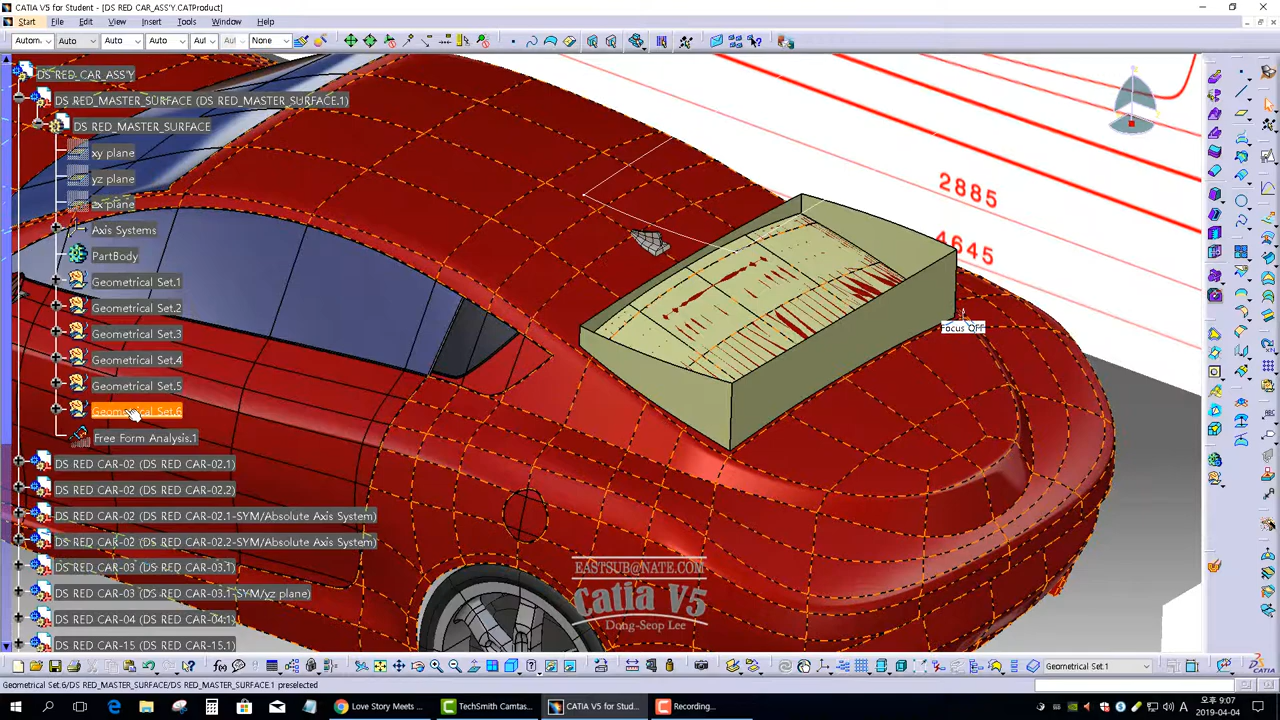 CATIA V5 for Student - [DS RED CAR_ASS'Y.CATProduct]
Start File Edit View Insert Tools Window Help
Autom Auto Auto Auto Aut Aut None
DS RED_CAR_ASS'Y
DS RED_MASTER_SURFACE (DS RED_MASTER_SURFACE.1)
DS RED_MASTER_SURFACE
xy plane
yz plane
zx plane
Axis Systems
PartBody
Geometrical Set.1
Geometrical Set.2
Geometrical Set.3
Geometrical Set.4
Geometrical Set.5
Geometrical Set.6
Free Form Analysis.1
DS RED CAR-02 (DS RED CAR-02.1)
DS RED CAR-02 (DS RED CAR-02.2)
DS RED CAR-02 (DS RED CAR-02.1-SYM/Absolute Axis System)
DS RED CAR-02 (DS RED CAR-02.2-SYM/Absolute Axis System)
DS RED CAR-03 (DS RED CAR-03.1)
DS RED CAR-03 (DS RED CAR-03.1-SYM/yz plane)
DS RED CAR-04 (DS RED CAR-04.1)
DS RED CAR-15 (DS RED CAR-15.1)
2885
4645
Focus OFF
EASTSUB@NATE.COM
Catia V5
Dong-Seop Lee
Geometrical Set.1
CATIA
Geometrical Set.6/DS RED_MASTER_SURFACE/DS RED_MASTER_SURFACE.1 preselected
Love Story Meets ... TechSmith Camtas... CATIA V5 for Stud... Recording...
A 오후 9:07
2019-04-04